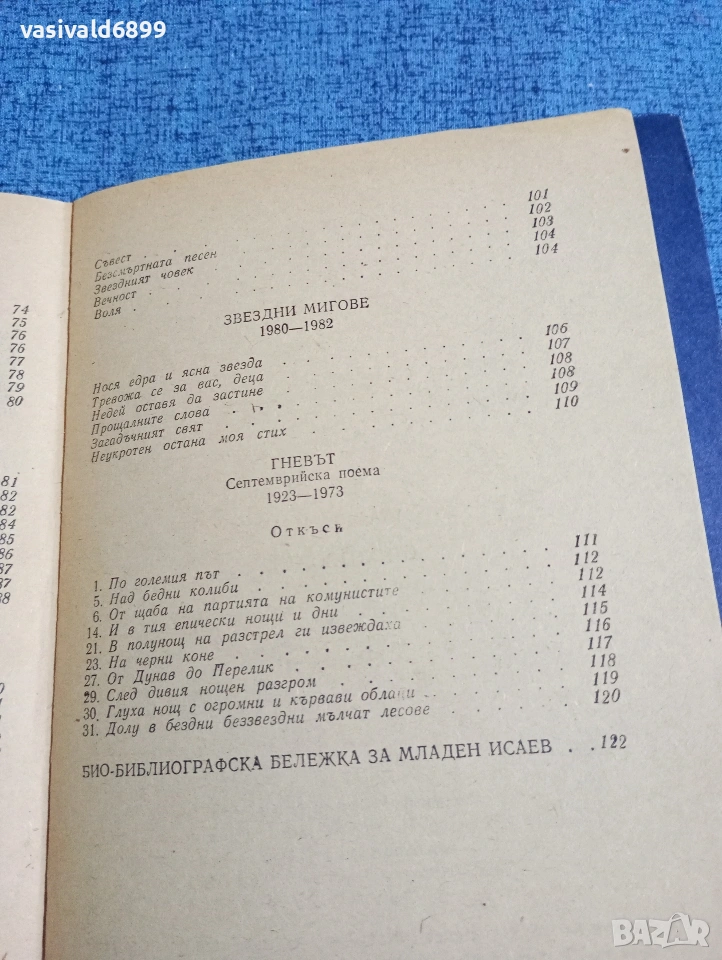 vasivald6899
74
75
76
76
77
78
79
80
81
82
82
84
85
86
87
87
88
Съвест . . . 101
Безсмъртната песен . . . 102
Звездният човек . . . 103
Вечност . . . 104
Воля . . . 104
ЗВЕЗДНИ МИГОВЕ
1980—1982
Нося едра и ясна звезда . . . 106
Тревожа се за вас, деца . . . 107
Недей оставя да застине . . . 108
Прощалните слова . . . 108
Загадъчният свят . . . 109
Неукротен остана моя стих . . . 110
ГНЕВЪТ
Септемврийска поема
1923—1973
Откъси
1. По големия път . . . 111
5. Над бедни колиби . . . 112
6. От щаба на партията на комунистите . . . 112
14. И в тия епически нощи и дни . . . 114
21. В полунощ на разстрел ги извеждаха . . . 115
23. На черни коне . . . 116
27. От Дунав до Перелик . . . 117
29. След дивия нощен разгром . . . 118
30. Глуха нощ с огромни и кървави облаци . . . 119
31. Долу в бездни беззвездни мълчат лесове . . . 120
БИО-БИБЛИОГРАФСКА БЕЛЕЖКА ЗА МЛАДЕН ИСАЕВ . . 122
BAZAR